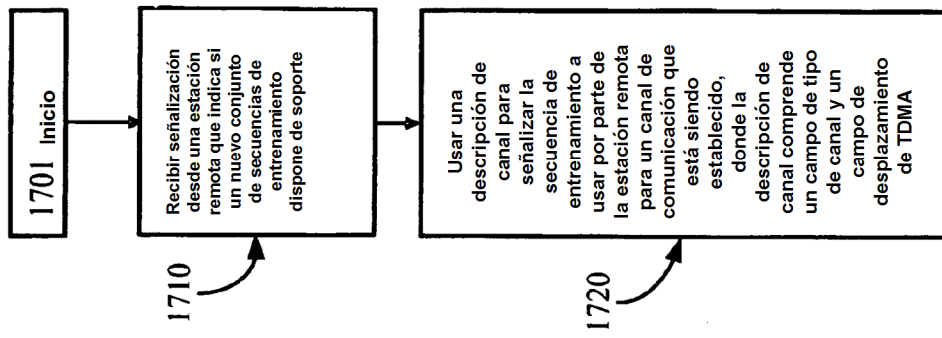 1701 Inicio
Recibir señalización
desde una estación
remota que indica si
un nuevo conjunto
de secuencias de
entrenamiento
dispone de soporte
1710
Usar una
descripción de
canal para
señalizar la
secuencia de
entrenamiento a
usar por parte de
la estación remota
para un canal de
comunicación que
está siendo
establecido,
donde la
descripción de
canal comprende
un campo de tipo
de canal y un
campo de
desplazamiento
de TDMA
1720